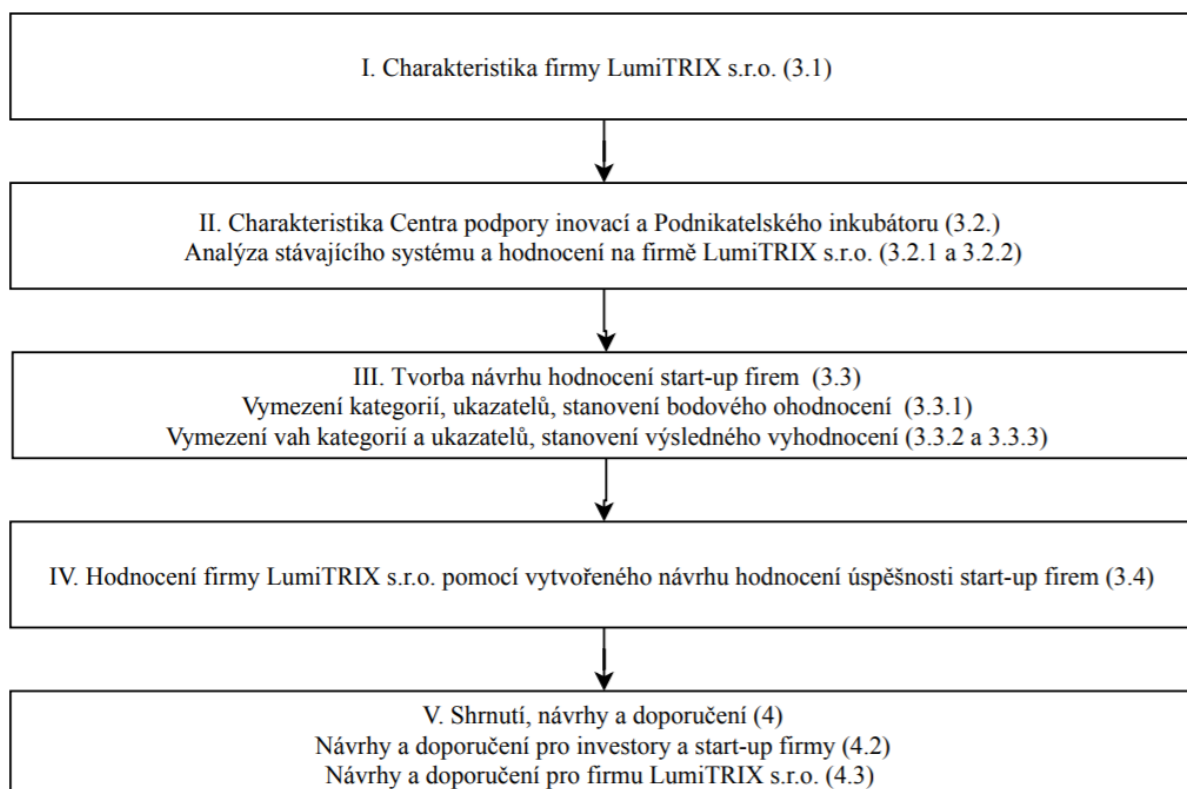 I. Charakteristika firmy LumiTRIX s.r.o. (3.1)
II. Charakteristika Centra podpory inovací a Podnikatelského inkubátoru (3.2.)
Analýza stávajícího systému a hodnocení na firmě LumiTRIX s.r.o. (3.2.1 a 3.2.2)
III. Tvorba návrhu hodnocení start-up firem (3.3)
Vymezení kategorií, ukazatelů, stanovení bodového ohodnocení (3.3.1)
Vymezení vah kategorií a ukazatelů, stanovení výsledného vyhodnocení (3.3.2 a 3.3.3)
IV. Hodnocení firmy LumiTRIX s.r.o. pomocí vytvořeného návrhu hodnocení úspěšnosti start-up firem (3.4)
V. Shrnutí, návrhy a doporučení (4)
Návrhy a doporučení pro investory a start-up firmy (4.2)
Návrhy a doporučení pro firmu LumiTRIX s.r.o. (4.3)